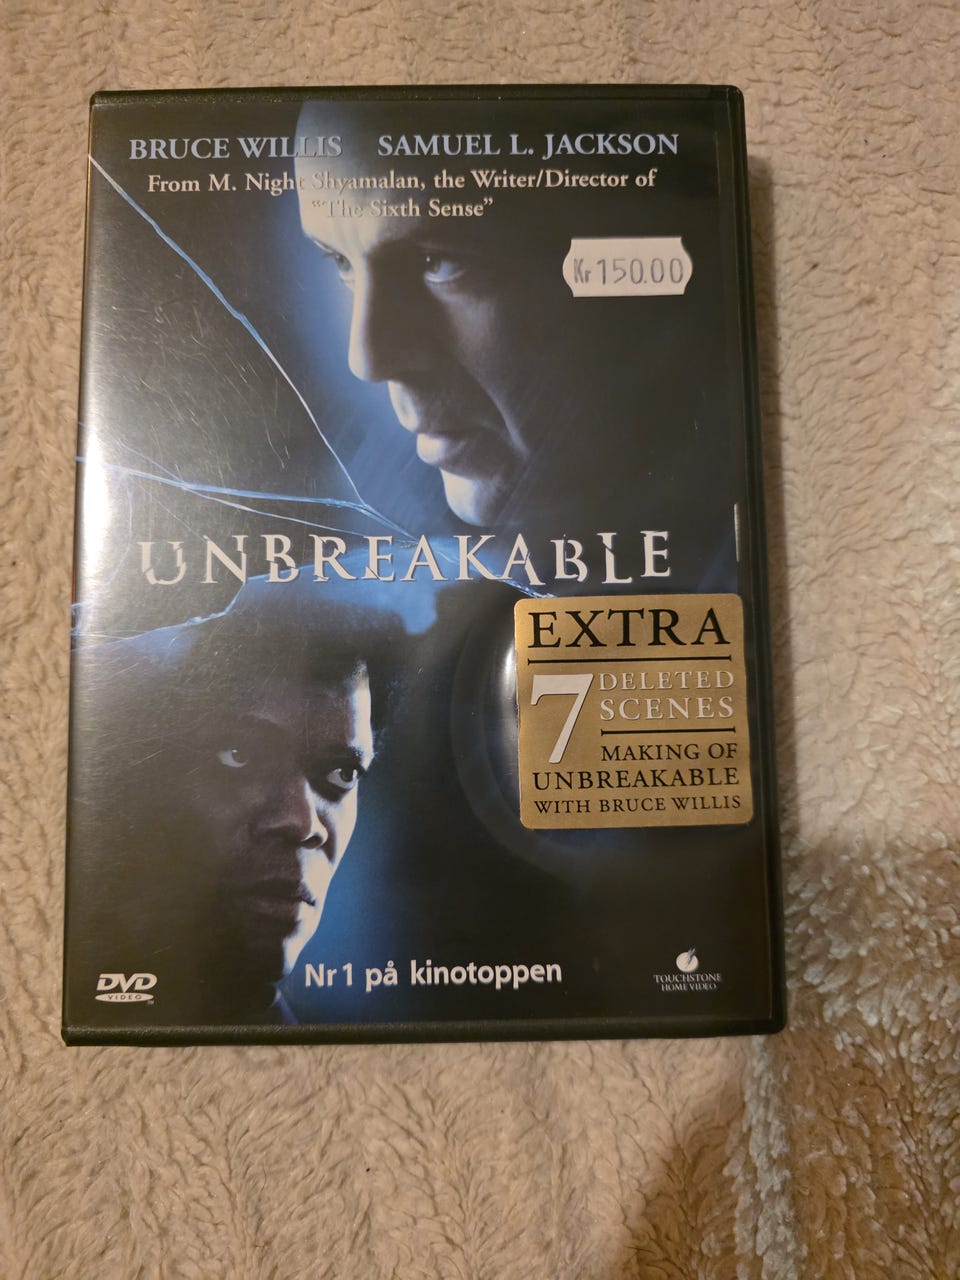 BRUCE WILLIS SAMUEL L. JACKSON
From M. Night Shyamalan, the Writer/Director of
"The Sixth Sense"
Kr 150.00
UNBREAKABLE
EXTRA
7 DELETED
SCENES
MAKING OF
UNBREAKABLE
WITH BRUCE WILLIS
Nr 1 på kinotoppen
DVD
VIDEO
TM
TOUCHSTONE
HOME VIDEO